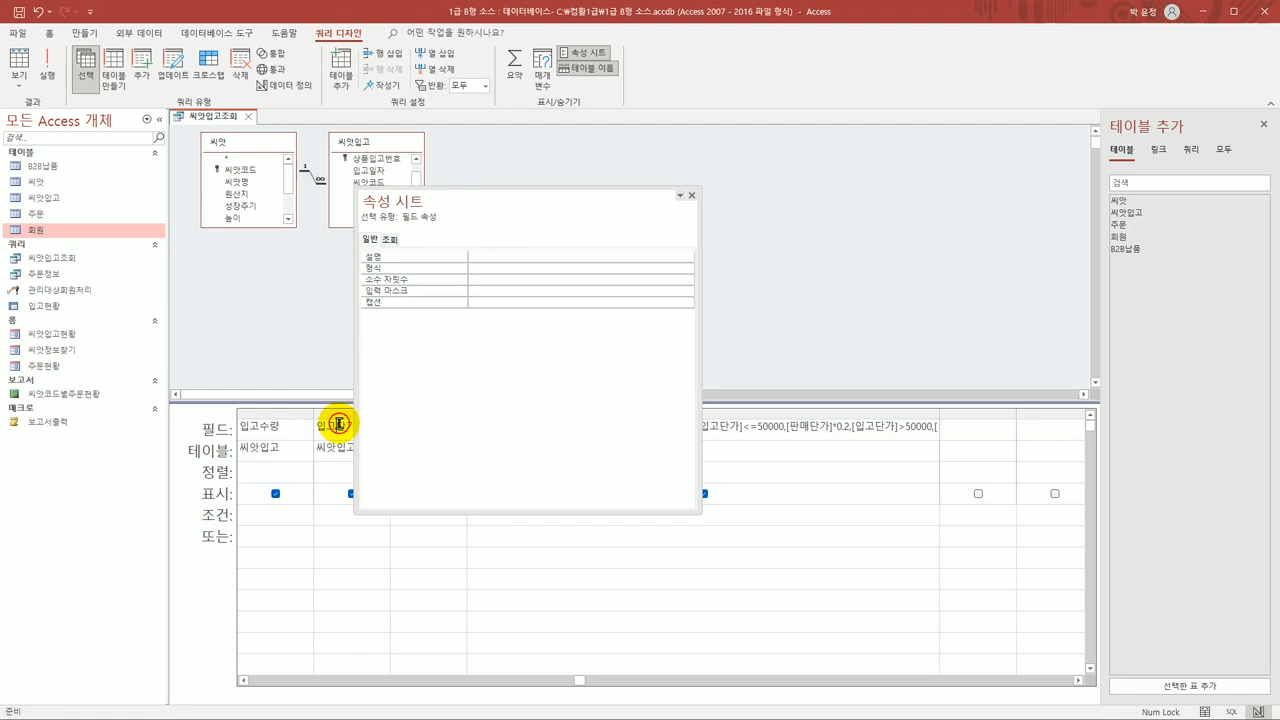 1급 B형 소스 : 데이터베이스- C:₩컴활1급₩1급 B형 소스.accdb (Access 2007 - 2016 파일 형식) - Access
박 윤정
파일 홈 만들기 외부 데이터 데이터베이스 도구 도움말 쿼리 디자인 어떤 작업을 원하시나요?
보기 실행 선택 테이블 만들기 추가 업데이트 크로스탭 삭제 통합 통과 데이터 정의 테이블 추가 행 삽입 행 삭제 작성기 열 삽입 열 삭제 반환: 모두 요약 매개 변수 속성 시트 테이블 이름
결과 쿼리 유형 쿼리 설정 표시/숨기기
모든 Access 개체
검색...
테이블
B2B납품
씨앗
씨앗입고
주문
회원
쿼리
씨앗입고조회
주문정보
관리대상회원처리
입고현황
폼
씨앗입고현황
씨앗정보찾기
주문현황
보고서
씨앗코드별주문현황
매크로
보고서출력
씨앗입고조회
씨앗
*
씨앗코드
씨앗명
원산지
성장주기
높이
1
∞
씨앗입고
상품입고번호
입고일자
씨앗코드
속성 시트
선택 유형: 필드 속성
일반 조회
설명
형식
소수 자릿수
입력 마스크
캡션
필드: 입고수량 입고단가 입고단가]<=50000,[판매단가]*0.2,[입고단가]>50000,[
테이블: 씨앗입고 씨앗입고
정렬:
표시:
조건:
또는:
테이블 추가
테이블 링크 쿼리 모두
검색
씨앗
씨앗입고
주문
회원
B2B납품
선택한 표 추가
준비
Num Lock
SQL